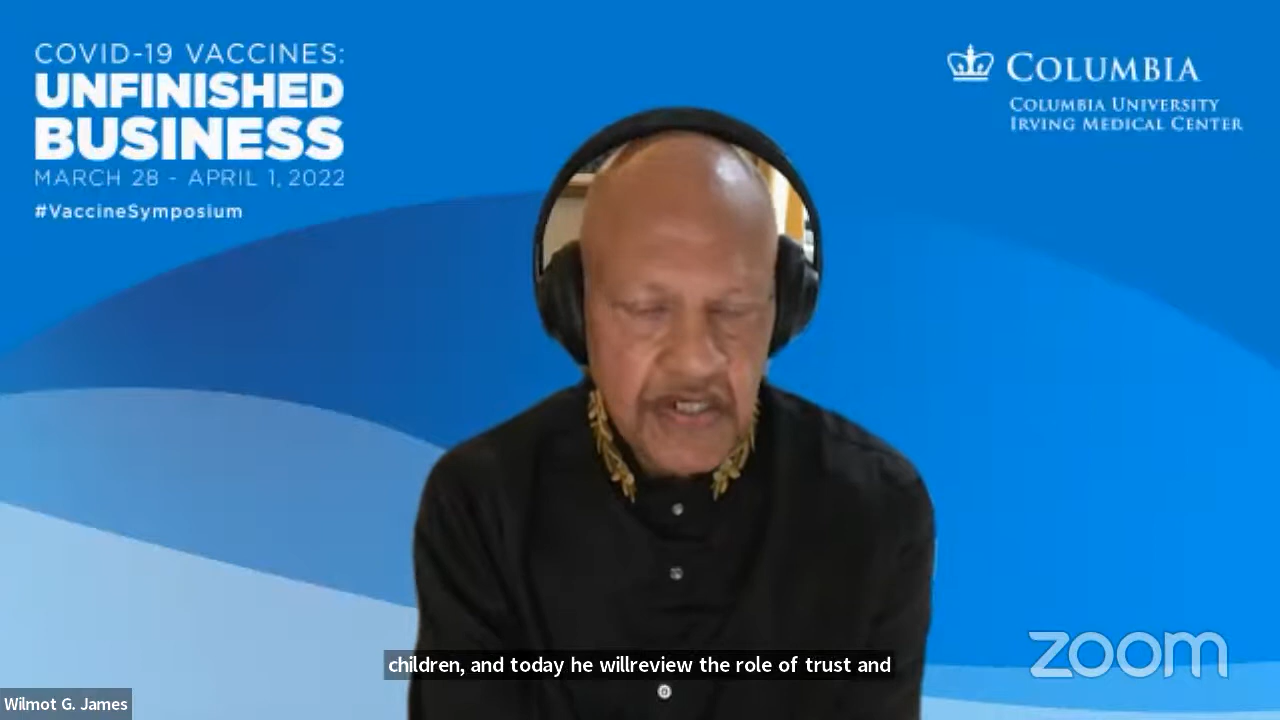 COVID-19 VACCINES:
UNFINISHED
BUSINESS
MARCH 28 - APRIL 1, 2022
#VaccineSymposium
COLUMBIA
COLUMBIA UNIVERSITY
IRVING MEDICAL CENTER
children, and today he willreview the role of trust and
zoom
Wilmot G. James